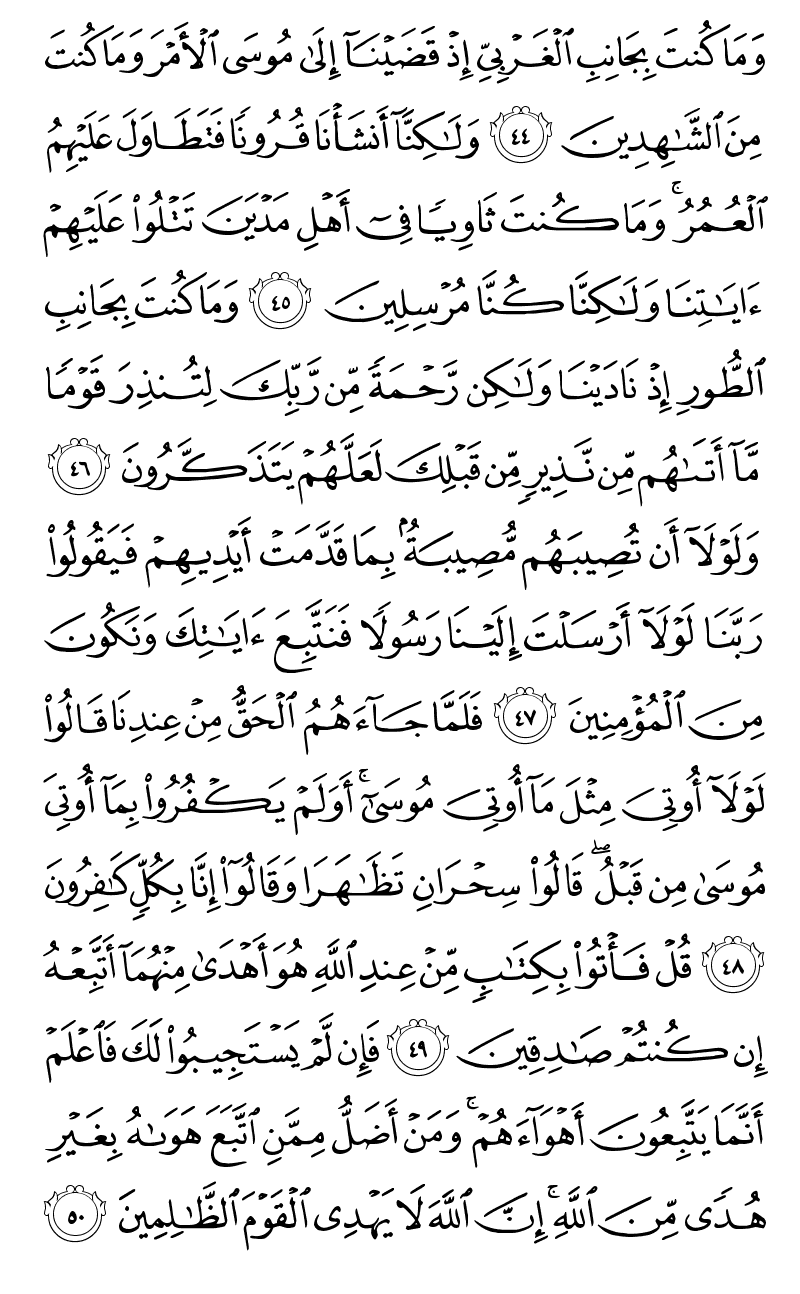 وَمَا كُنتَ بِجَانِبِ ٱلْغَرْبِيِّ إِذْ قَضَيْنَآ إِلَىٰ مُوسَى ٱلْأَمْرَ وَمَا كُنتَ
مِنَ ٱلشَّـٰهِدِينَ ٤٤ وَلَـٰكِنَّآ أَنشَأْنَا قُرُونًا فَتَطَاوَلَ عَلَيْهِمُ
ٱلْعُمُرُ ۚ وَمَا كُنتَ ثَاوِيًا فِىٓ أَهْلِ مَدْيَنَ تَتْلُوا۟ عَلَيْهِمْ
ءَايَـٰتِنَا وَلَـٰكِنَّا كُنَّا مُرْسِلِينَ ٤٥ وَمَا كُنتَ بِجَانِبِ
ٱلطُّورِ إِذْ نَادَيْنَا وَلَـٰكِن رَّحْمَةً مِّن رَّبِّكَ لِتُنذِرَ قَوْمًا
مَّآ أَتَىٰهُم مِّن نَّذِيرٍ مِّن قَبْلِكَ لَعَلَّهُمْ يَتَذَكَّرُونَ ٤٦
وَلَوْلَآ أَن تُصِيبَهُم مُّصِيبَةٌۢ بِمَا قَدَّمَتْ أَيْدِيهِمْ فَيَقُولُوا۟
رَبَّنَا لَوْلَآ أَرْسَلْتَ إِلَيْنَا رَسُولًا فَنَتَّبِعَ ءَايَـٰتِكَ وَنَكُونَ
مِنَ ٱلْمُؤْمِنِينَ ٤٧ فَلَمَّا جَآءَهُمُ ٱلْحَقُّ مِنْ عِندِنَا قَالُوا۟
لَوْلَآ أُوتِىَ مِثْلَ مَآ أُوتِىَ مُوسَىٰٓ ۚ أَوَلَمْ يَكْفُرُوا۟ بِمَآ أُوتِىَ
مُوسَىٰ مِن قَبْلُ ۖ قَالُوا۟ سِحْرَانِ تَظَـٰهَرَا وَقَالُوٓا۟ إِنَّا بِكُلٍّ كَـٰفِرُونَ
٤٨ قُلْ فَأْتُوا۟ بِكِتَـٰبٍ مِّنْ عِندِ ٱللَّهِ هُوَ أَهْدَىٰ مِنْهُمَآ أَتَّبِعْهُ
إِن كُنتُمْ صَـٰدِقِينَ ٤٩ فَإِن لَّمْ يَسْتَجِيبُوا۟ لَكَ فَٱعْلَمْ
أَنَّمَا يَتَّبِعُونَ أَهْوَآءَهُمْ ۚ وَمَنْ أَضَلُّ مِمَّنِ ٱتَّبَعَ هَوَىٰهُ بِغَيْرِ
هُدًى مِّنَ ٱللَّهِ ۚ إِنَّ ٱللَّهَ لَا يَهْدِى ٱلْقَوْمَ ٱلظَّـٰلِمِينَ ٥٠